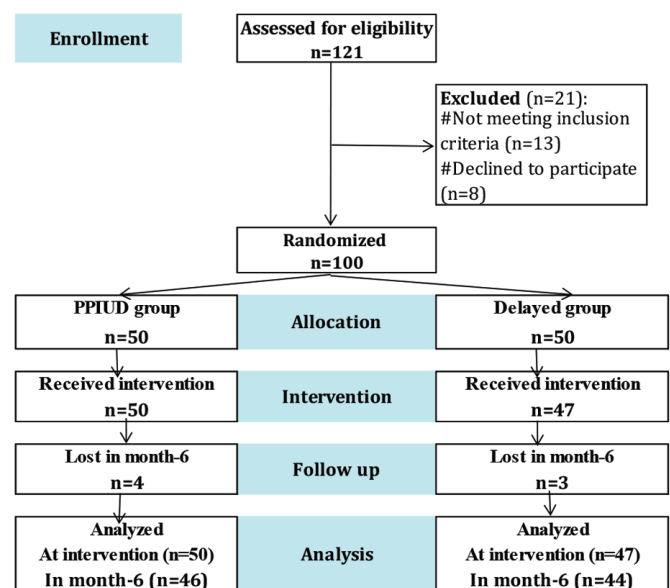 Enrollment
Assessed for eligibility
n=121
Excluded (n=21):
#Not meeting inclusion
criteria (n=13)
#Declined to participate
(n=8)
Randomized
n=100
PPIUD group
n=50
Allocation
Delayed group
n=50
Received intervention
n=50
Intervention
Received intervention
n=47
Lost in month-6
n=4
Follow up
Lost in month-6
n=3
Analyzed
At intervention (n=50)
In month-6 (n=46)
Analysis
Analyzed
At intervention (n=47)
In month-6 (n=44)